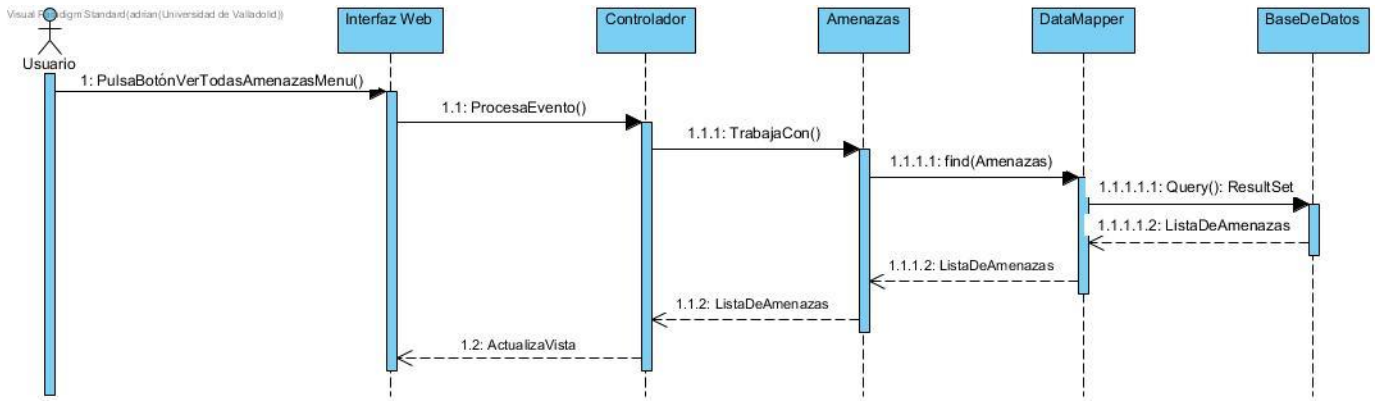 Visual Paradigm Standard(adrian(Universidad de Valladolid))
Usuario
Interfaz Web
Controlador
Amenazas
DataMapper
BaseDeDatos
1: PulsaBotónVerTodasAmenazasMenu()
1.1: ProcesaEvento()
1.1.1: TrabajaCon()
1.1.1.1: find(Amenazas)
1.1.1.1.1: Query(): ResultSet
1.1.1.1.2: ListaDeAmenazas
1.1.1.2: ListaDeAmenazas
1.1.2: ListaDeAmenazas
1.2: ActualizaVista